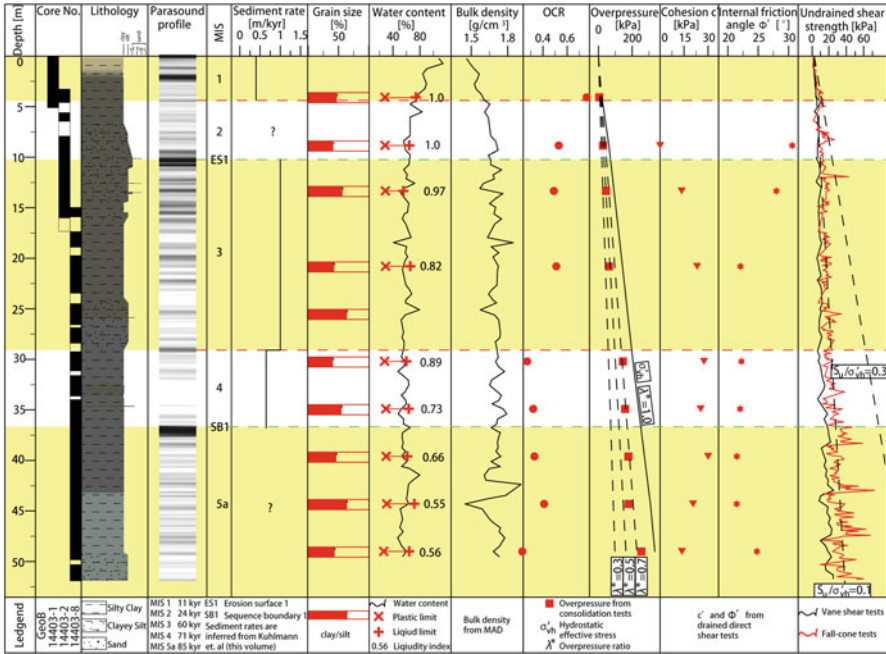 Depth [m]
Core No.
Lithology
Parasound profile
MIS
Sediment rate [m/kyr]
0 0.5 1.0 1.5
Grain size [%]
0 50 100
Water content [%]
40 80
Bulk density [g/cm³]
1.5 1.8
OCR
0.4 0.6
Overpressure [kPa]
0 200
Cohesion c' [kPa]
0 10 20 30
Internal friction angle Φ' [°]
20 25 30
Undrained shear strength [kPa]
0 20 40 60
0
1
5
1.0
2
?
10
1.0
ES1
0.97
15
3
20
0.82
25
30
0.89
4
0.73
35
SB1
0.66
40
5a
?
0.55
45
0.56
50
σ'vh (λ*=1.0)
Su/σ'vh=0.3
λ*=0.3
λ*=0.5
λ*=0.7
Su/σ'vh=0.1
Ledgend
GeoB
14403-1
14403-2
14403-8
Silty Clay
Clayey Silt
Sand
MIS 1 11 kyr
MIS 2 24 kyr
MIS 3 60 kyr
MIS 4 71 kyr
MIS 5a 85 kyr
ES1 Erosion surface 1
SB1 Sequence boundary 1
Sediment rates are
inferred from Kuhlmann
et. al (this volume)
clay/silt
Water content
Plastic limit
Liqiud limit
0.56 Liqiudity index
Bulk density
from MAD
Overpressure from
consolidation tests
σ'vh Hydrostatic
effective stress
λ* Overpressure ratio
c' and Φ' from
drained direct
shear tests
Vane shear tests
Fall-cone tests